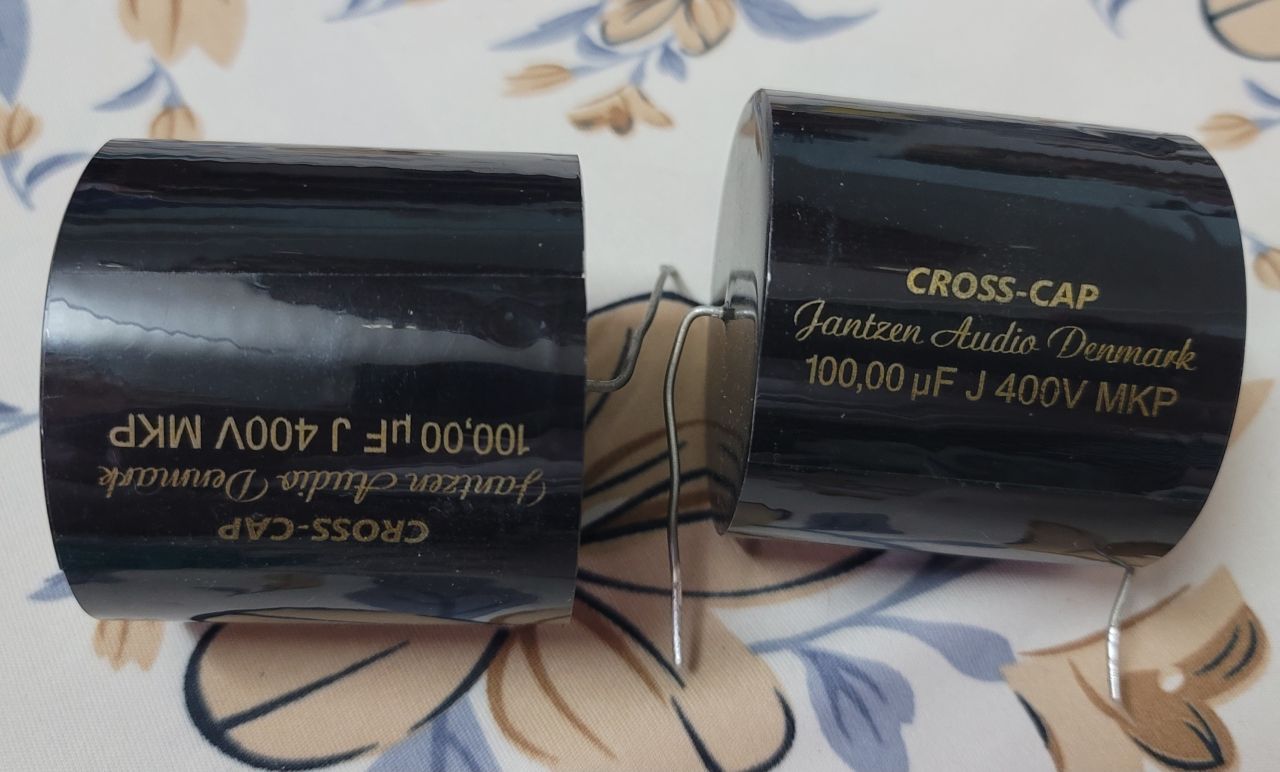 100,00 µF J 400V MKP
Jantzen Audio Denmark
CROSS-CAP
CROSS-CAP
Jantzen Audio Denmark
100,00 µF J 400V MKP